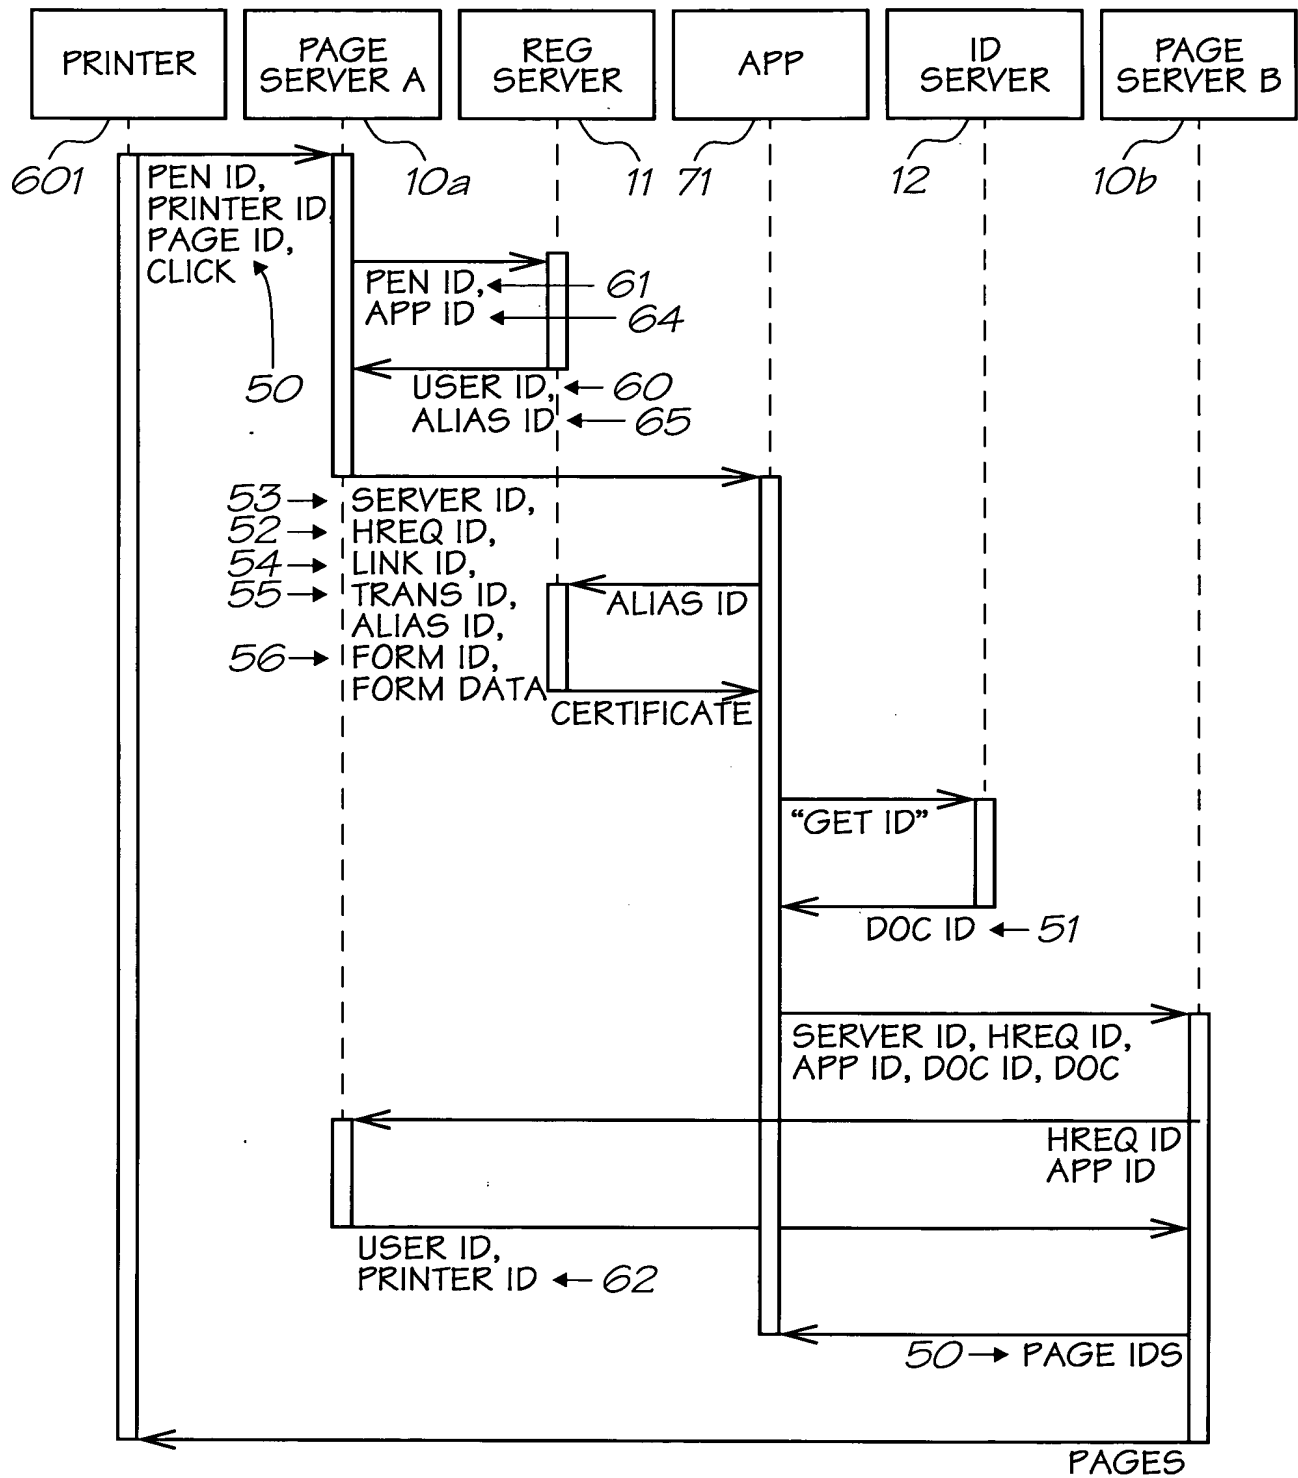 PRINTER
PAGE
SERVER A
REG
SERVER
APP
ID
SERVER
PAGE
SERVER B
601
10a
11
71
12
10b
PEN ID,
PRINTER ID
PAGE ID,
CLICK
50
PEN ID,
61
APP ID
64
USER ID,
60
ALIAS ID
65
53
SERVER ID,
52
HREQ ID,
54
LINK ID,
55
TRANS ID,
ALIAS ID,
56
FORM ID,
FORM DATA
ALIAS ID
CERTIFICATE
“GET ID”
DOC ID
51
SERVER ID, HREQ ID,
APP ID, DOC ID, DOC
HREQ ID
APP ID
USER ID,
PRINTER ID
62
50
PAGE IDS
PAGES